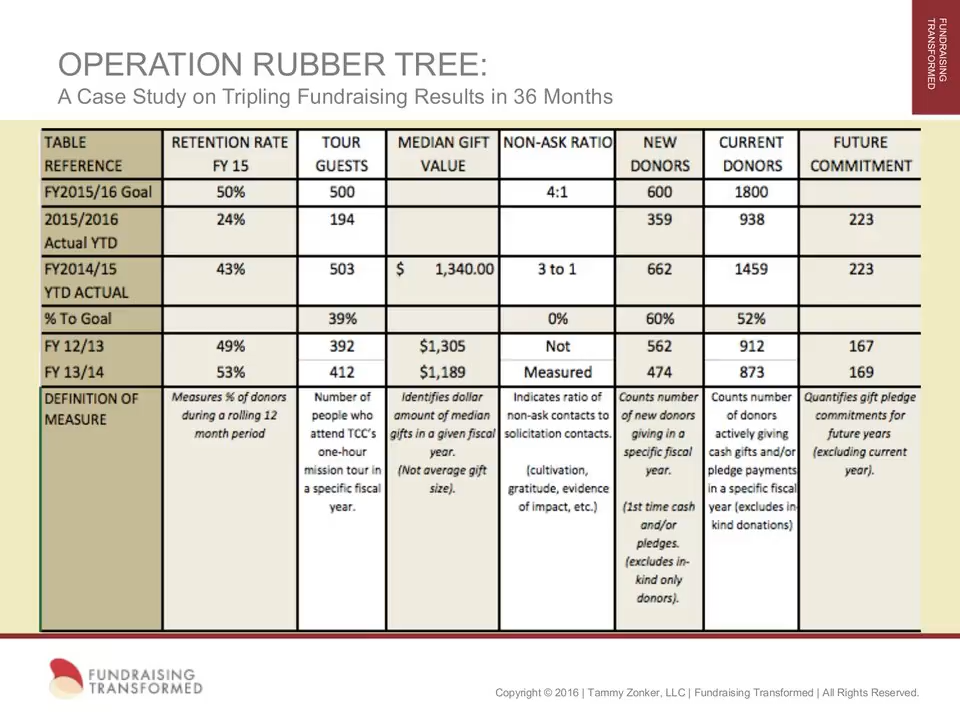 FUNDRAISING
TRANSFORMED
OPERATION RUBBER TREE:
A Case Study on Tripling Fundraising Results in 36 Months
TABLE REFERENCE | RETENTION RATE FY 15 | TOUR GUESTS | MEDIAN GIFT VALUE | NON-ASK RATIO | NEW DONORS | CURRENT DONORS | FUTURE COMMITMENT
FY2015/16 Goal | 50% | 500 | | 4:1 | 600 | 1800 |
2015/2016 Actual YTD | 24% | 194 | | | 359 | 938 | 223
FY2014/15 YTD ACTUAL | 43% | 503 | $ 1,340.00 | 3 to 1 | 662 | 1459 | 223
% To Goal | | 39% | | 0% | 60% | 52% |
FY 12/13 | 49% | 392 | $1,305 | Not | 562 | 912 | 167
FY 13/14 | 53% | 412 | $1,189 | Measured | 474 | 873 | 169
DEFINITION OF
MEASURE
Measures % of donors
during a rolling 12
month period
Number of
people who
attend TCC's
one-hour
mission tour in
a specific fiscal
year.
Identifies dollar
amount of median
gifts in a given fiscal
year.
(Not average gift
size).
Indicates ratio of
non-ask contacts to
solicitation contacts.
(cultivation,
gratitude, evidence
of impact, etc.)
Counts number
of new donors
giving in a
specific fiscal
year.
(1st time cash
and/or
pledges.
(excludes in-
kind only
donors).
Counts number
of donors
actively giving
cash gifts and/or
pledge payments
in a specific fiscal
year (excludes in-
kind donations)
Quantifies gift pledge
commitments for
future years
(excluding current
year).
FUNDRAISING
TRANSFORMED
Copyright © 2016 | Tammy Zonker, LLC | Fundraising Transformed | All Rights Reserved.